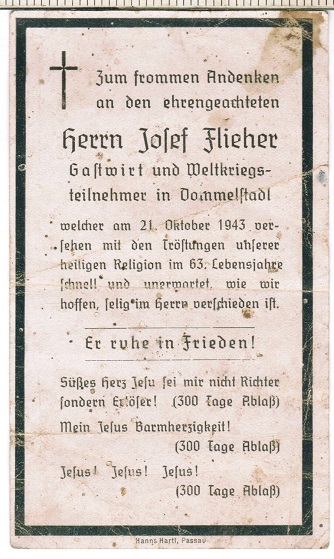 Zum frommen Andenken
an den ehrengeachteten
Herrn Josef Flieher
Gastwirt und Weltkriegs-
teilnehmer in Dommelstadl
welcher am 21. Oktober 1943 ver-
sehen mit den Tröstungen unserer
heiligen Religion im 63. Lebensjahre
schnell und unerwartet, wie wir
hoffen, selig im Herrn verschieden ist.
Er ruhe in Frieden!
Süßes Herz Jesu sei mir nicht Richter
sondern Erlöser! (300 Tage Ablaß)
Mein Jesus Barmherzigkeit!
(300 Tage Ablaß)
Jesus! Jesus! Jesus!
(300 Tage Ablaß)
Hanns Hartl, Passau